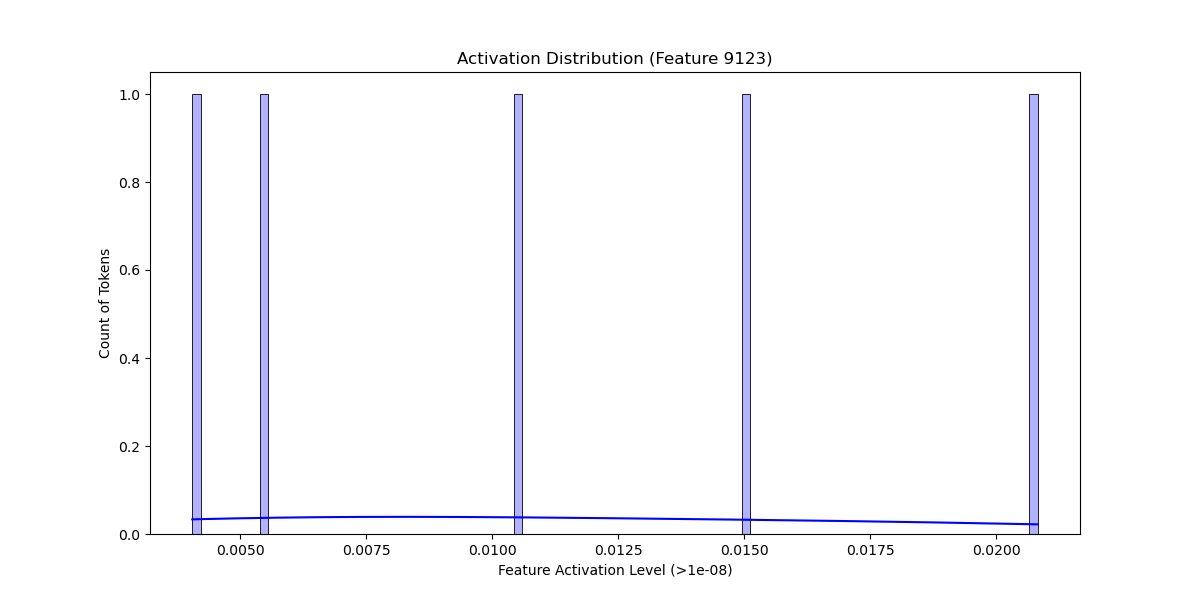 Activation Distribution (Feature 9123)
Count of Tokens
1.0
0.8
0.6
0.4
0.2
0.0
0.0050 0.0075 0.0100 0.0125 0.0150 0.0175 0.0200
Feature Activation Level (>1e-08)